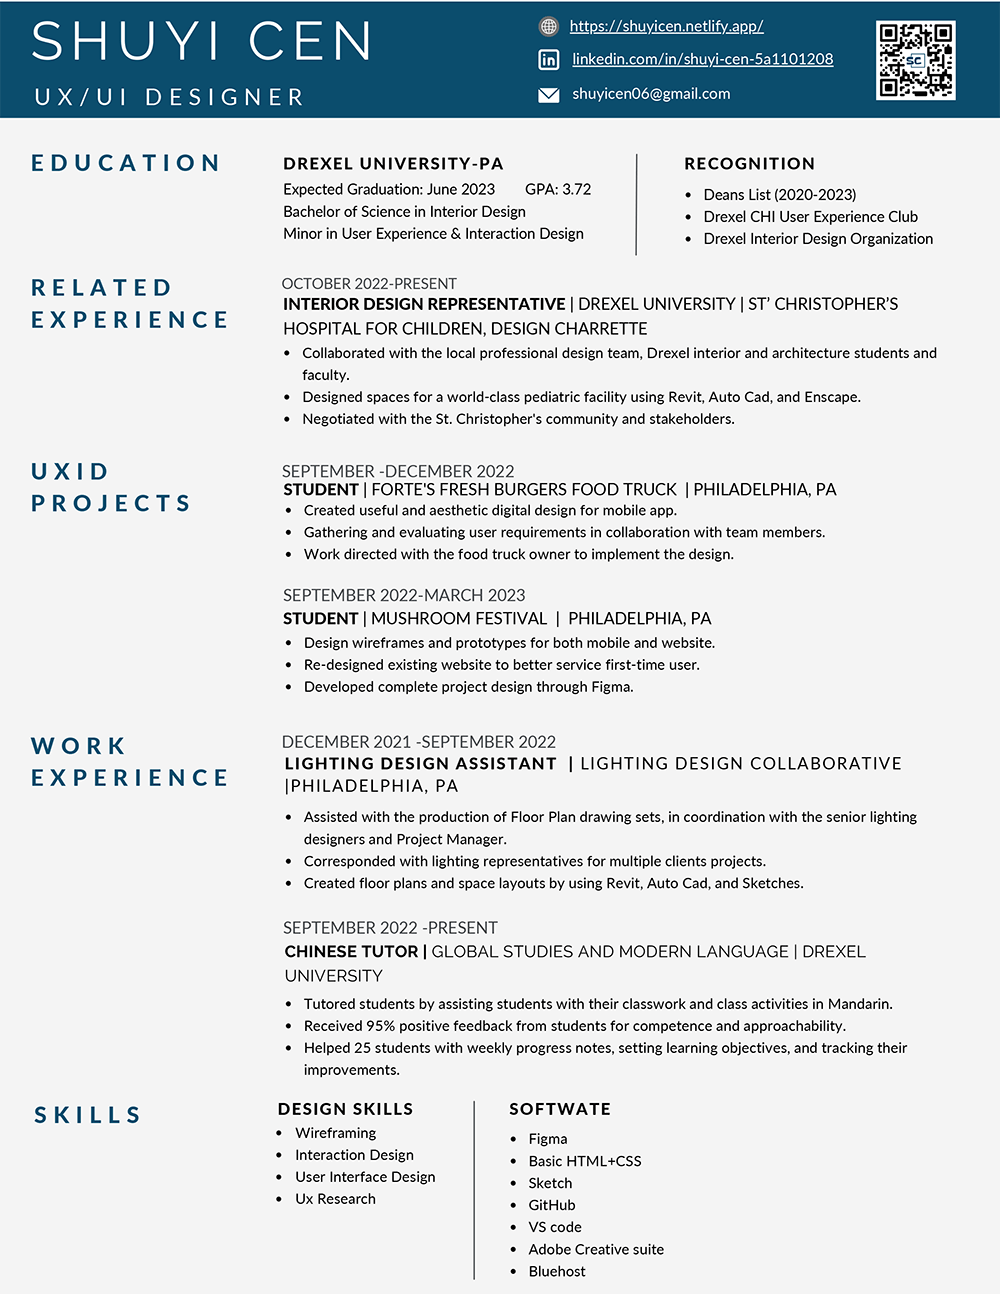 SHUYI CEN
UX/UI DESIGNER
https://shuyicen.netlify.app/
linkedin.com/in/shuyi-cen-5a1101208
shuyicen06@gmail.com
SC
EDUCATION
DREXEL UNIVERSITY-PA
Expected Graduation: June 2023 GPA: 3.72
Bachelor of Science in Interior Design
Minor in User Experience & Interaction Design
RECOGNITION
• Deans List (2020-2023)
• Drexel CHI User Experience Club
• Drexel Interior Design Organization
RELATED
EXPERIENCE
OCTOBER 2022-PRESENT
INTERIOR DESIGN REPRESENTATIVE | DREXEL UNIVERSITY | ST’ CHRISTOPHER’S
HOSPITAL FOR CHILDREN, DESIGN CHARRETTE
• Collaborated with the local professional design team, Drexel interior and architecture students and
faculty.
• Designed spaces for a world-class pediatric facility using Revit, Auto Cad, and Enscape.
• Negotiated with the St. Christopher's community and stakeholders.
UXID
PROJECTS
SEPTEMBER -DECEMBER 2022
STUDENT | FORTE'S FRESH BURGERS FOOD TRUCK | PHILADELPHIA, PA
• Created useful and aesthetic digital design for mobile app.
• Gathering and evaluating user requirements in collaboration with team members.
• Work directed with the food truck owner to implement the design.
SEPTEMBER 2022-MARCH 2023
STUDENT | MUSHROOM FESTIVAL | PHILADELPHIA, PA
• Design wireframes and prototypes for both mobile and website.
• Re-designed existing website to better service first-time user.
• Developed complete project design through Figma.
WORK
EXPERIENCE
DECEMBER 2021 -SEPTEMBER 2022
LIGHTING DESIGN ASSISTANT | LIGHTING DESIGN COLLABORATIVE
|PHILADELPHIA, PA
• Assisted with the production of Floor Plan drawing sets, in coordination with the senior lighting
designers and Project Manager.
• Corresponded with lighting representatives for multiple clients projects.
• Created floor plans and space layouts by using Revit, Auto Cad, and Sketches.
SEPTEMBER 2022 -PRESENT
CHINESE TUTOR | GLOBAL STUDIES AND MODERN LANGUAGE | DREXEL
UNIVERSITY
• Tutored students by assisting students with their classwork and class activities in Mandarin.
• Received 95% positive feedback from students for competence and approachability.
• Helped 25 students with weekly progress notes, setting learning objectives, and tracking their
improvements.
SKILLS
DESIGN SKILLS
• Wireframing
• Interaction Design
• User Interface Design
• Ux Research
SOFTWATE
• Figma
• Basic HTML+CSS
• Sketch
• GitHub
• VS code
• Adobe Creative suite
• Bluehost